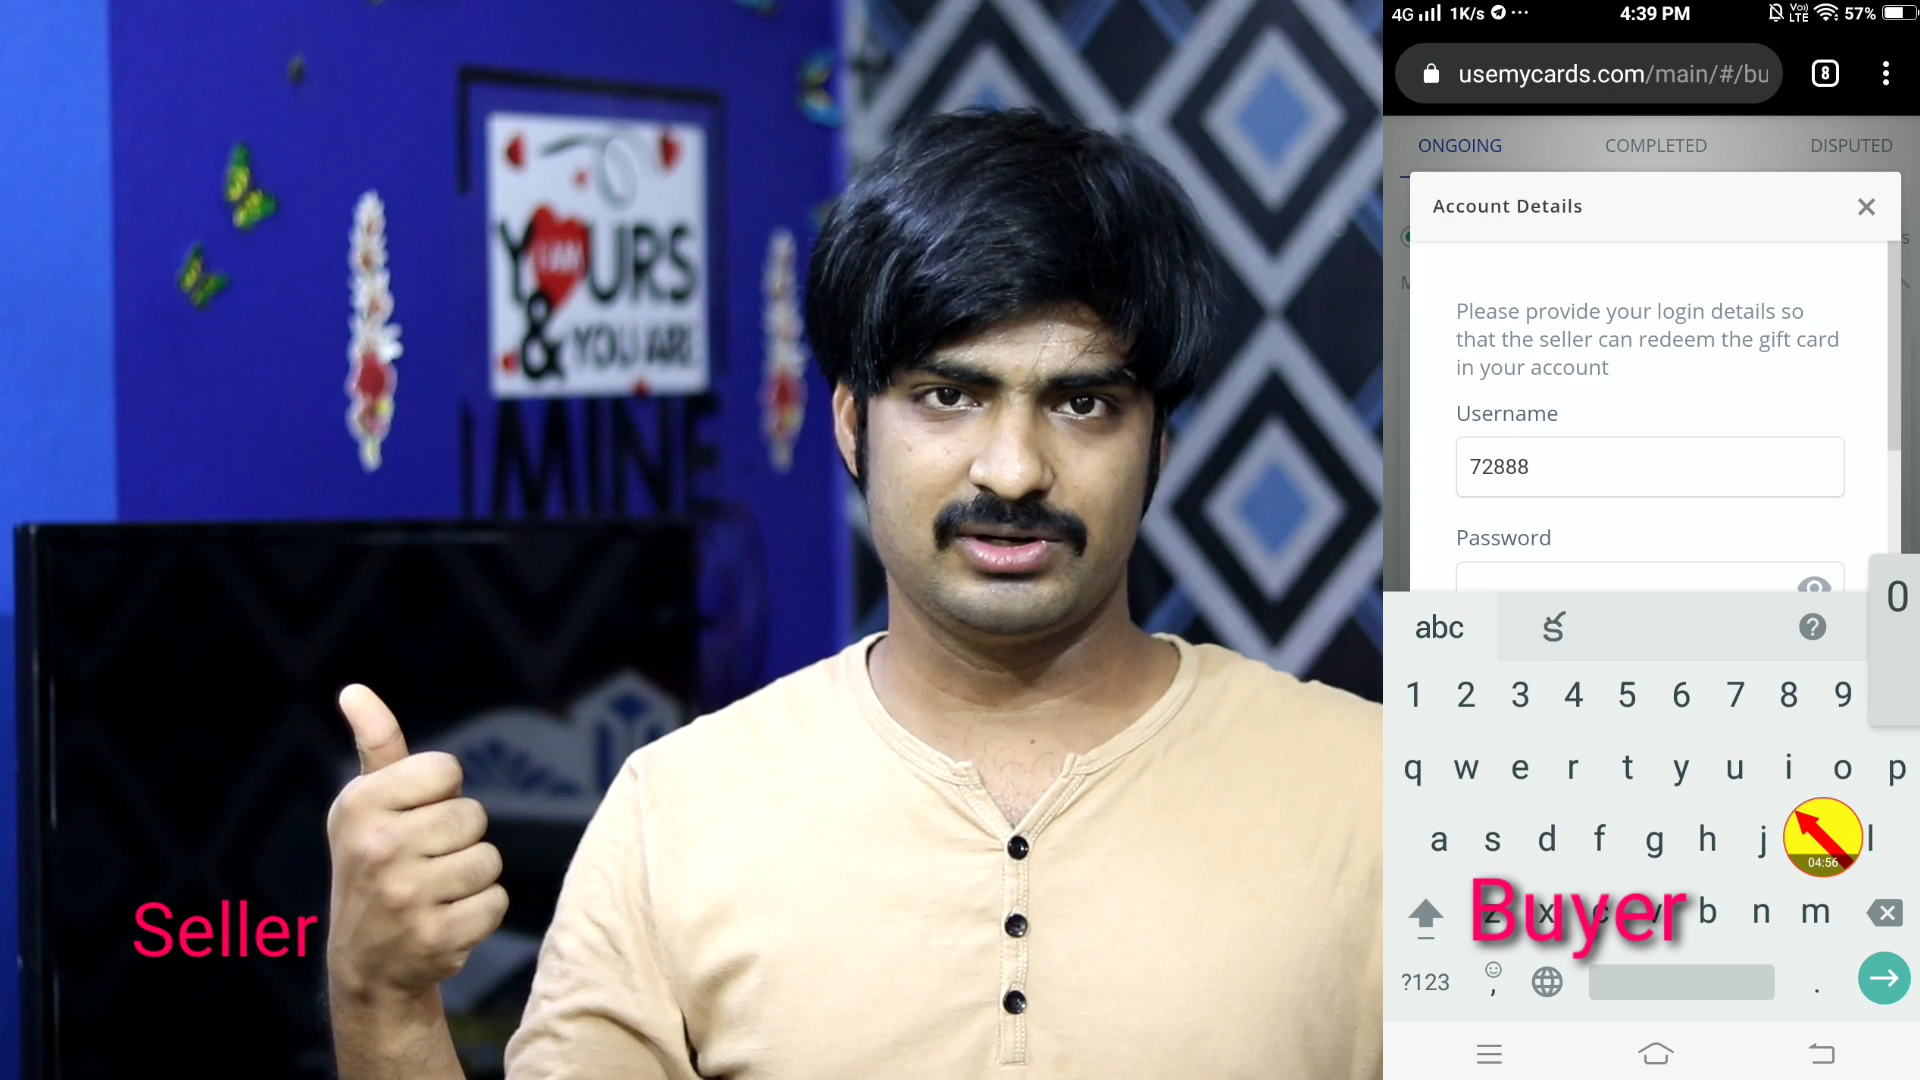 YOURS
I AM
& YOU ARE
MINE
Seller
4G 1K/s ··· 4:39 PM VoLTE 57%
usemycards.com/main/#/bu 8
ONGOING COMPLETED DISPUTED
Account Details
Please provide your login details so
that the seller can redeem the gift card
in your account
Username
72888
Password
abc క ?
1 2 3 4 5 6 7 8 9 0
q w e r t y u i o p
a s d f g h j l
04:56
z x c v b n m
Buyer
?123 , .